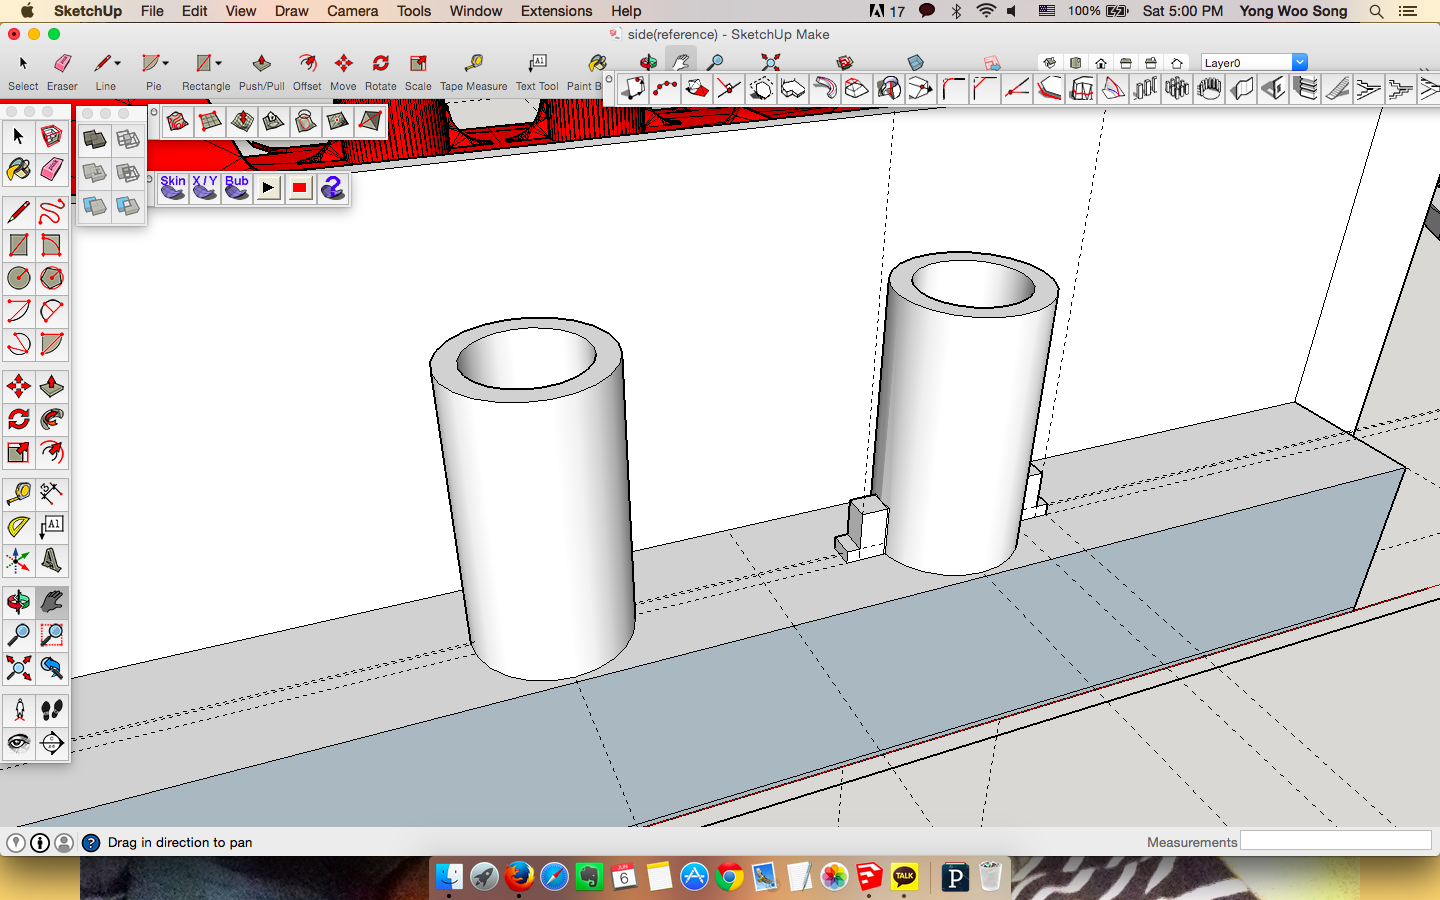 SketchUp File Edit View Draw Camera Tools Window Extensions Help 17 100% Sat 5:00 PM Yong Woo Song
side(reference) - SketchUp Make
Layer0
Select Eraser Line Pie Rectangle Push/Pull Offset Move Rotate Scale Tape Measure Text Tool Paint B
Skin X/Y Bub
A1
Drag in direction to pan
Measurements
JUN
6
TALK